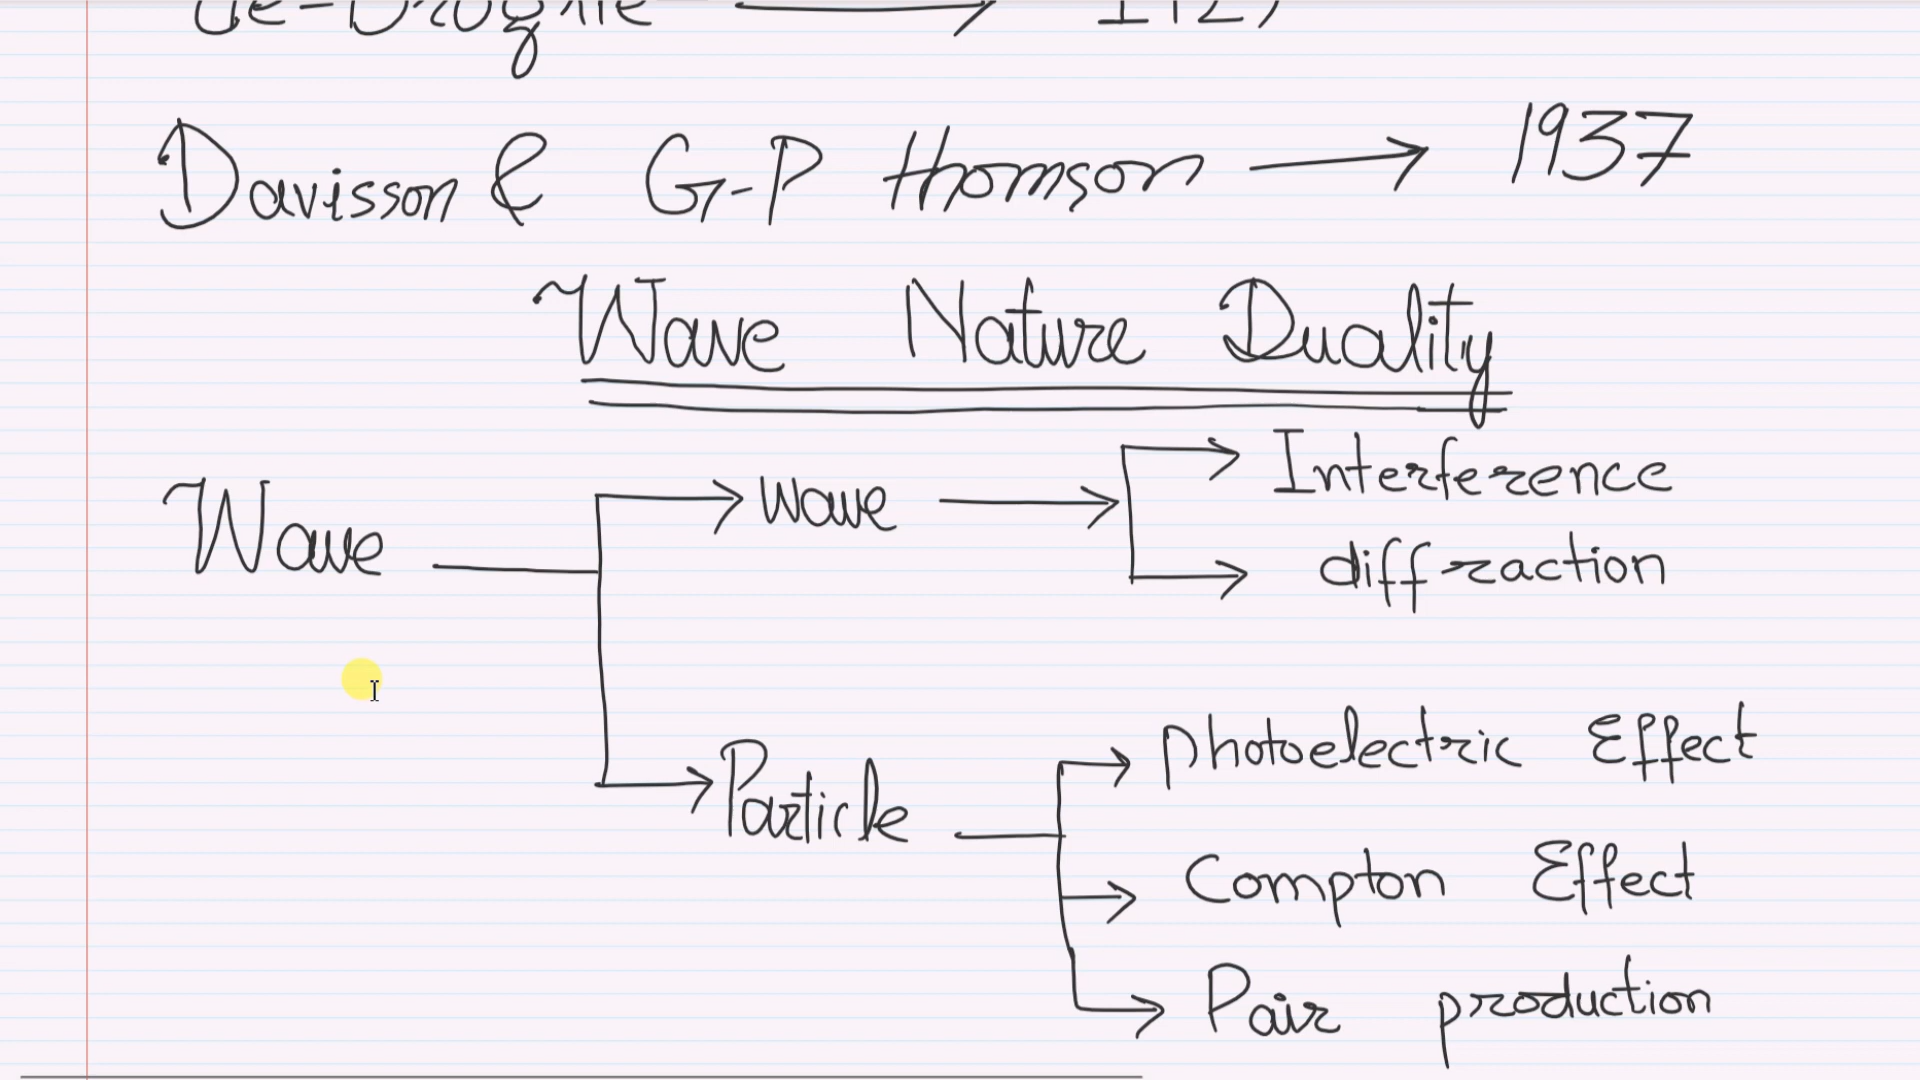 Davisson & G-P Thomson → 1937
Wave Nature Duality
Wave
Wave
Interference
diffraction
Particle
Photoelectric Effect
Compton Effect
Pair production